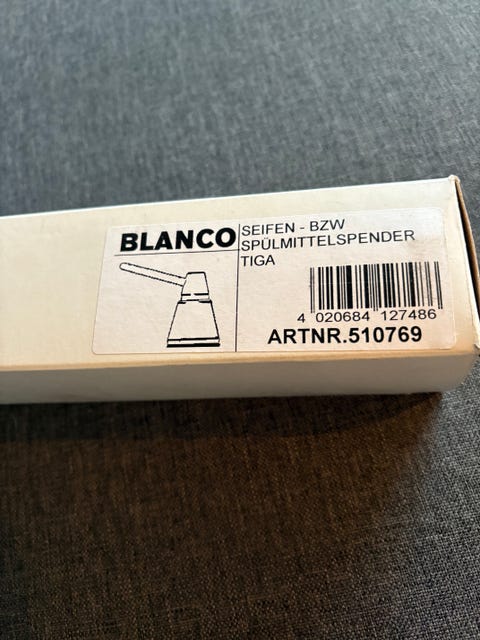 BLANCO
SEIFEN - BZW
SPÜLMITTELSPENDER
TIGA
4 020684 127486
ARTNR.510769